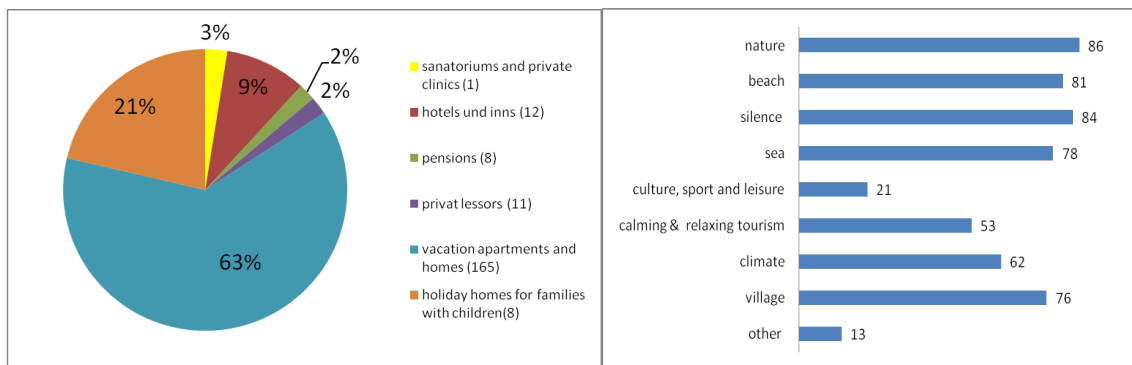 3%
2%
9%
2%
21%
63%
sanatoriums and private
clinics (1)
hotels und inns (12)
pensions (8)
privat lessors (11)
vacation apartments and
homes (165)
holiday homes for families
with children(8)
nature 86
beach 81
silence 84
sea 78
culture, sport and leisure 21
calming & relaxing tourism 53
climate 62
village 76
other 13